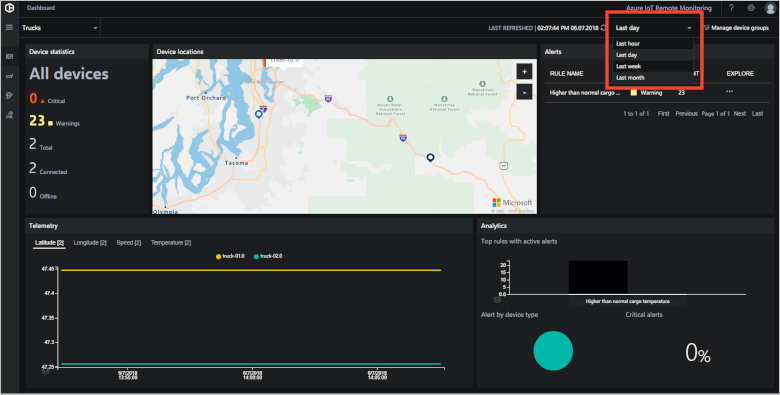 Dashboard
Azure IoT Remote Monitoring
?
Trucks
LAST REFRESHED | 02:07:44 PM 05.07.2018
Last day
Manage device groups
Last hour
Last day
Last week
Last month
Device statistics
All devices
0 Critical
23 Warnings
2 Total
2 Connected
0 Offline
Device locations
Port Orchard
Tacoma
Olympia
+
-
Microsoft
Alerts
RULE NAME
NT
EXPLORE
Higher than normal cargo ...
Warning
23
...
1 to 1 of 1 First Previous Page 1 of 1 Next Last
Telemetry
Latitude [2] Longitude [2] Speed [2] Temperature [2]
truck-01.0 truck-02.0
47.45
47.4
47.35
47.3
47.25
9/7/2018 9/7/2018 9/7/2018
13:55:00 14:00:00 14:05:00
Analytics
Top rules with active alerts
20
15
10
5
0.0
Higher than normal cargo temperature
Alert by device type
Critical alerts
0%